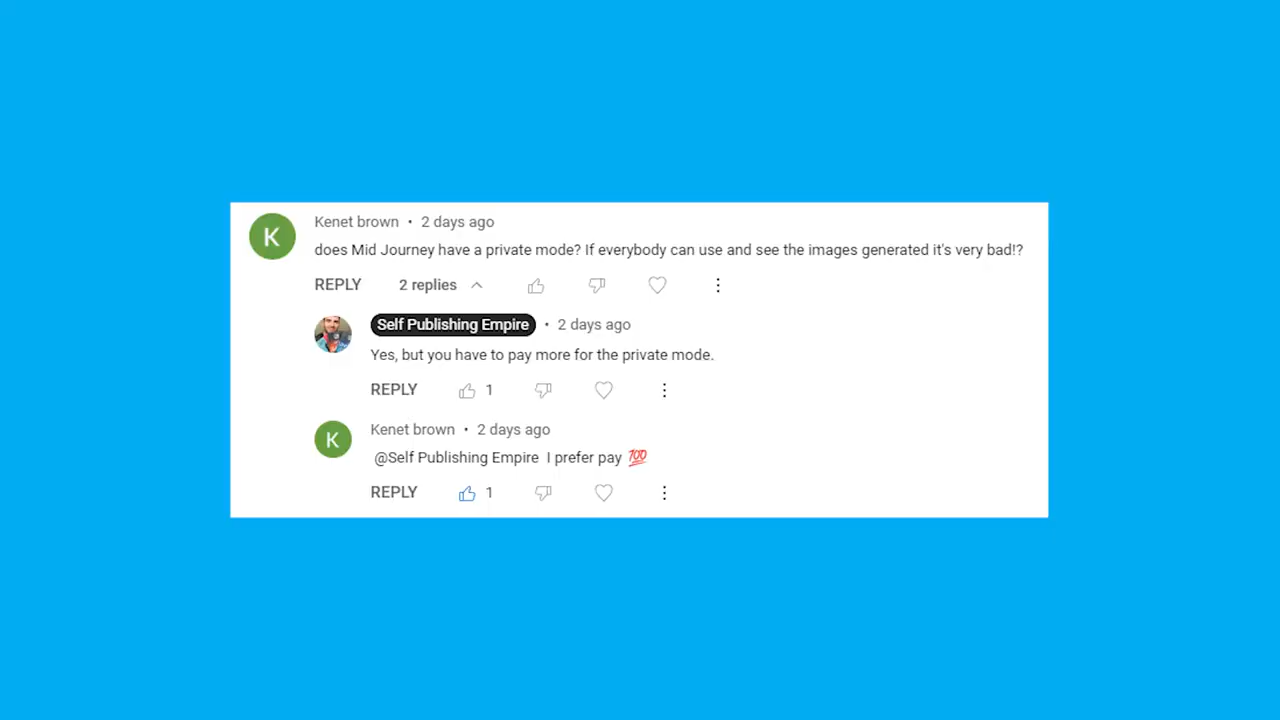 Kenet brown • 2 days ago
K
does Mid Journey have a private mode? If everybody can use and see the images generated it's very bad!?
REPLY 2 replies
Self Publishing Empire • 2 days ago
Yes, but you have to pay more for the private mode.
REPLY 1
Kenet brown • 2 days ago
K
@Self Publishing Empire I prefer pay 💯
REPLY 1